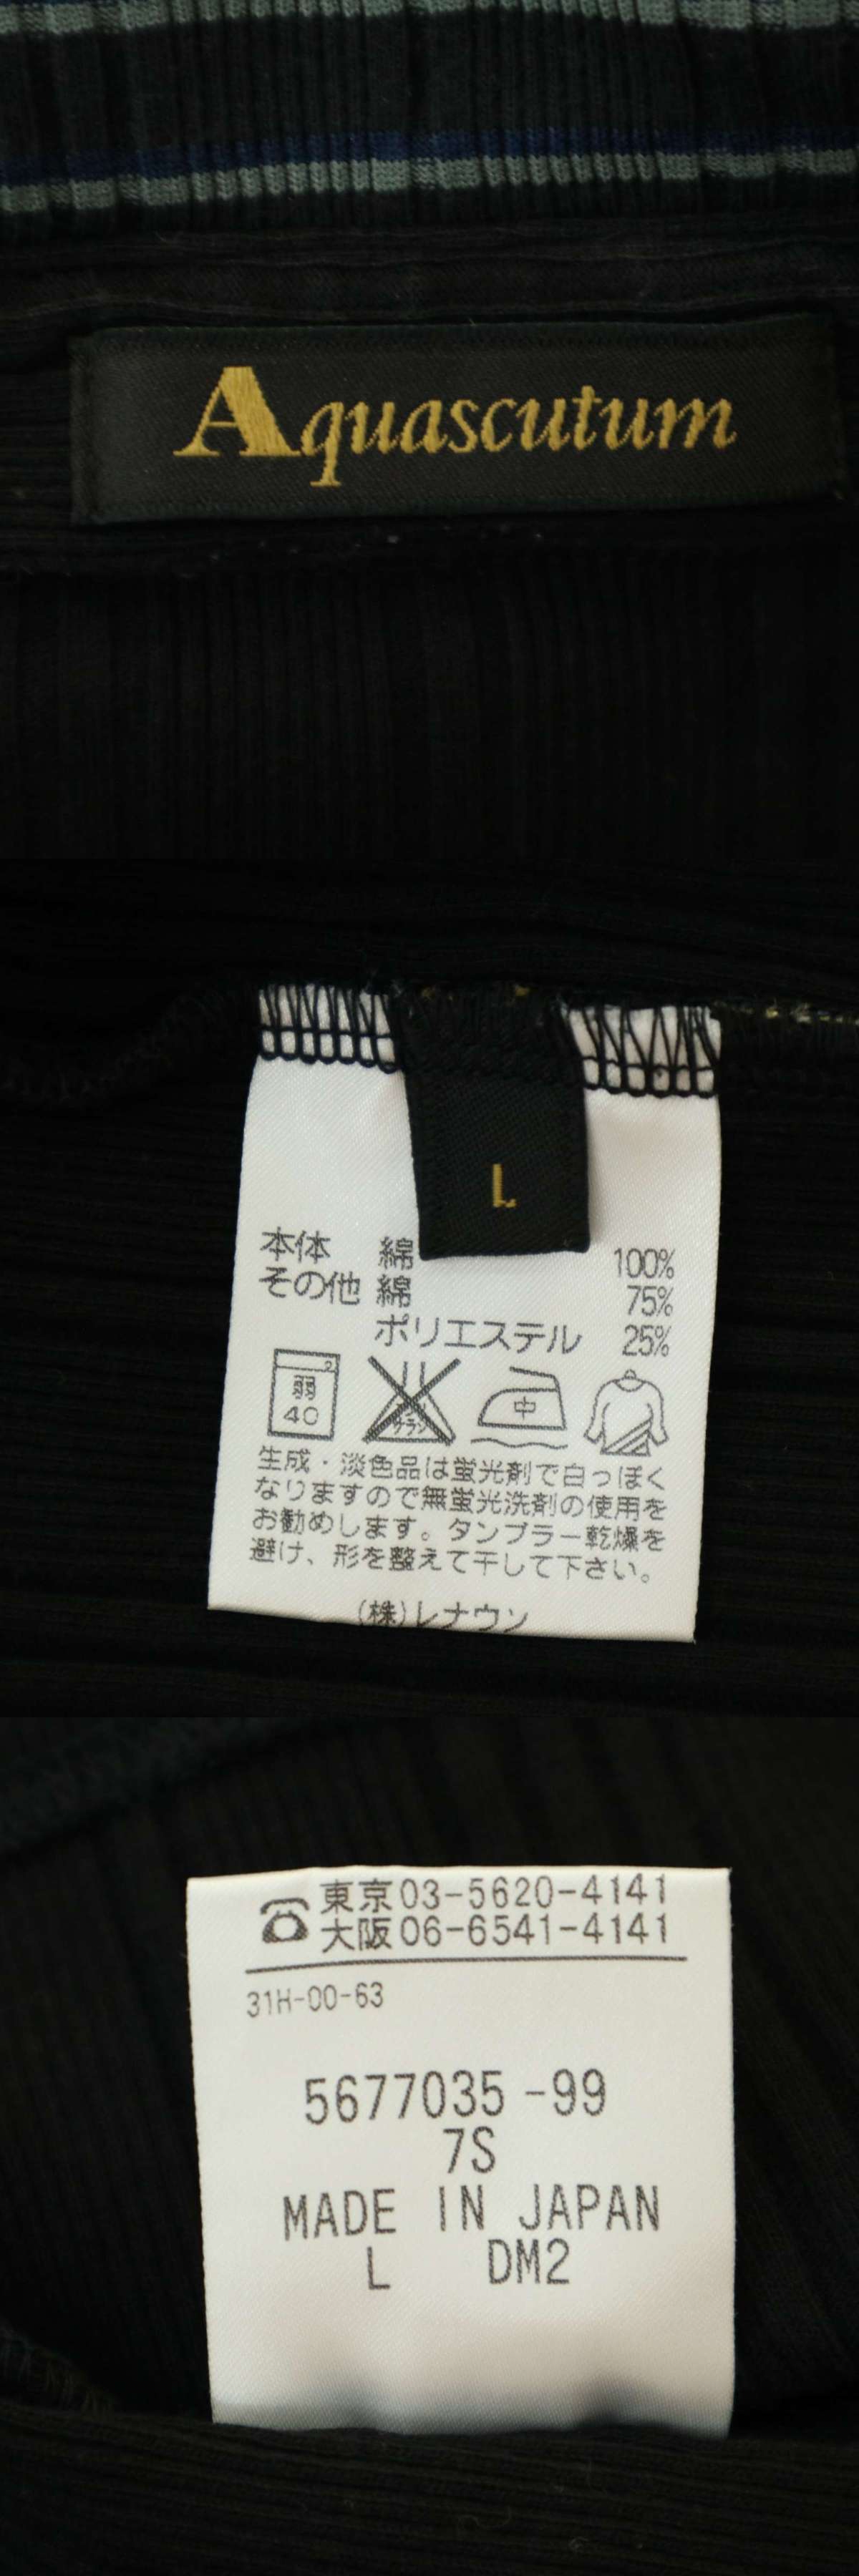 Aquascutum
L
本体 綿 100%
その他 綿 75%
ポリエステル 25%
弱
40
中
生成・淡色品は蛍光剤で白っぽく
なりますので無蛍光洗剤の使用を
お勧めします。タンブラー乾燥を
避け、形を整えて干して下さい。
(株)レナウン
東京03-5620-4141
大阪06-6541-4141
31H-00-63
5677035 -99
7S
MADE IN JAPAN
L DM2